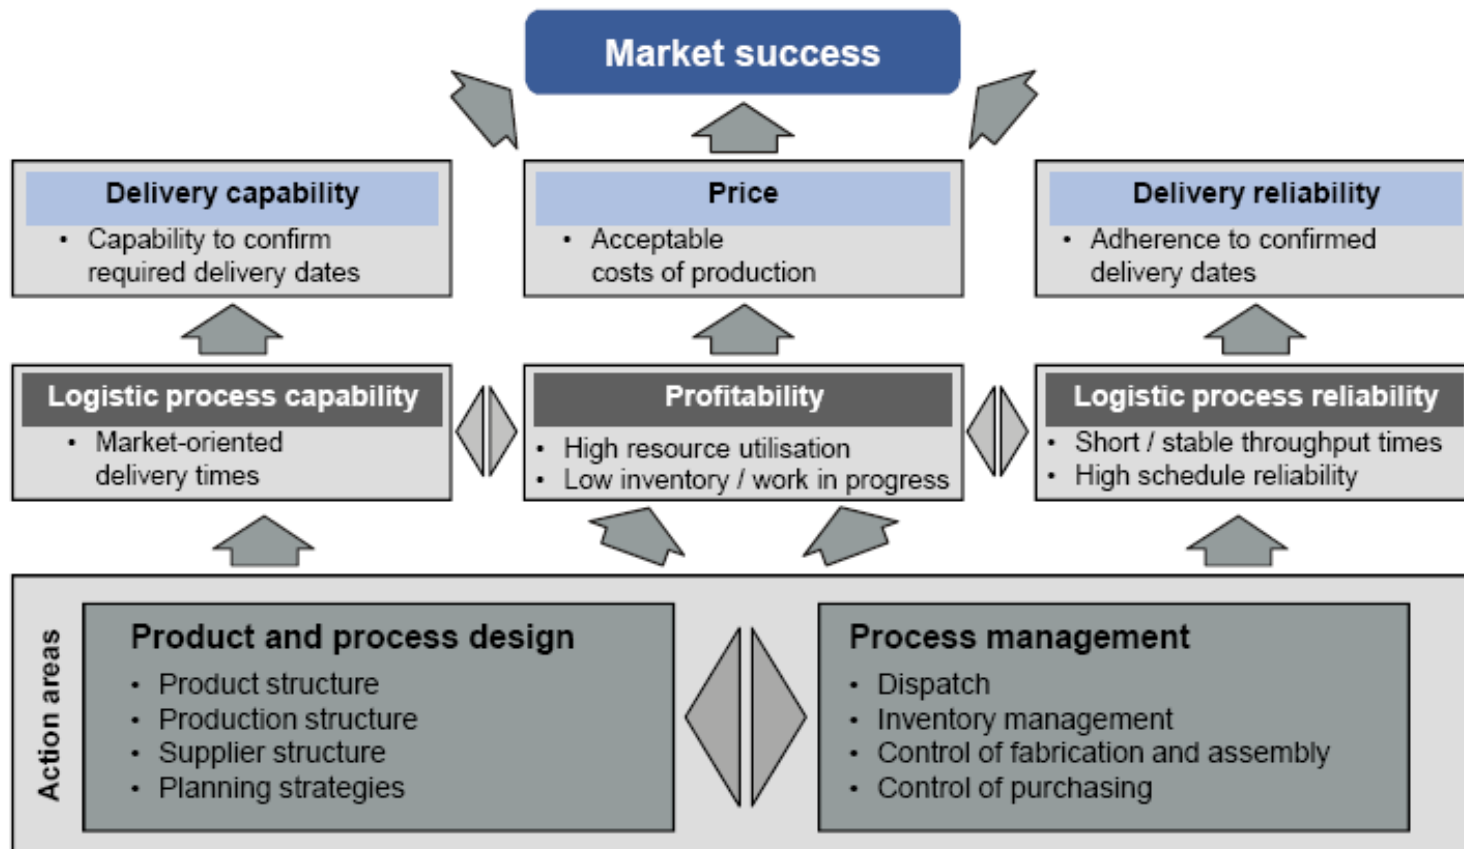 Market success
Delivery capability
• Capability to confirm
required delivery dates
Price
• Acceptable
costs of production
Delivery reliability
• Adherence to confirmed
delivery dates
Logistic process capability
• Market-oriented
delivery times
Profitability
• High resource utilisation
• Low inventory / work in progress
Logistic process reliability
• Short / stable throughput times
• High schedule reliability
Action areas
Product and process design
• Product structure
• Production structure
• Supplier structure
• Planning strategies
Process management
• Dispatch
• Inventory management
• Control of fabrication and assembly
• Control of purchasing